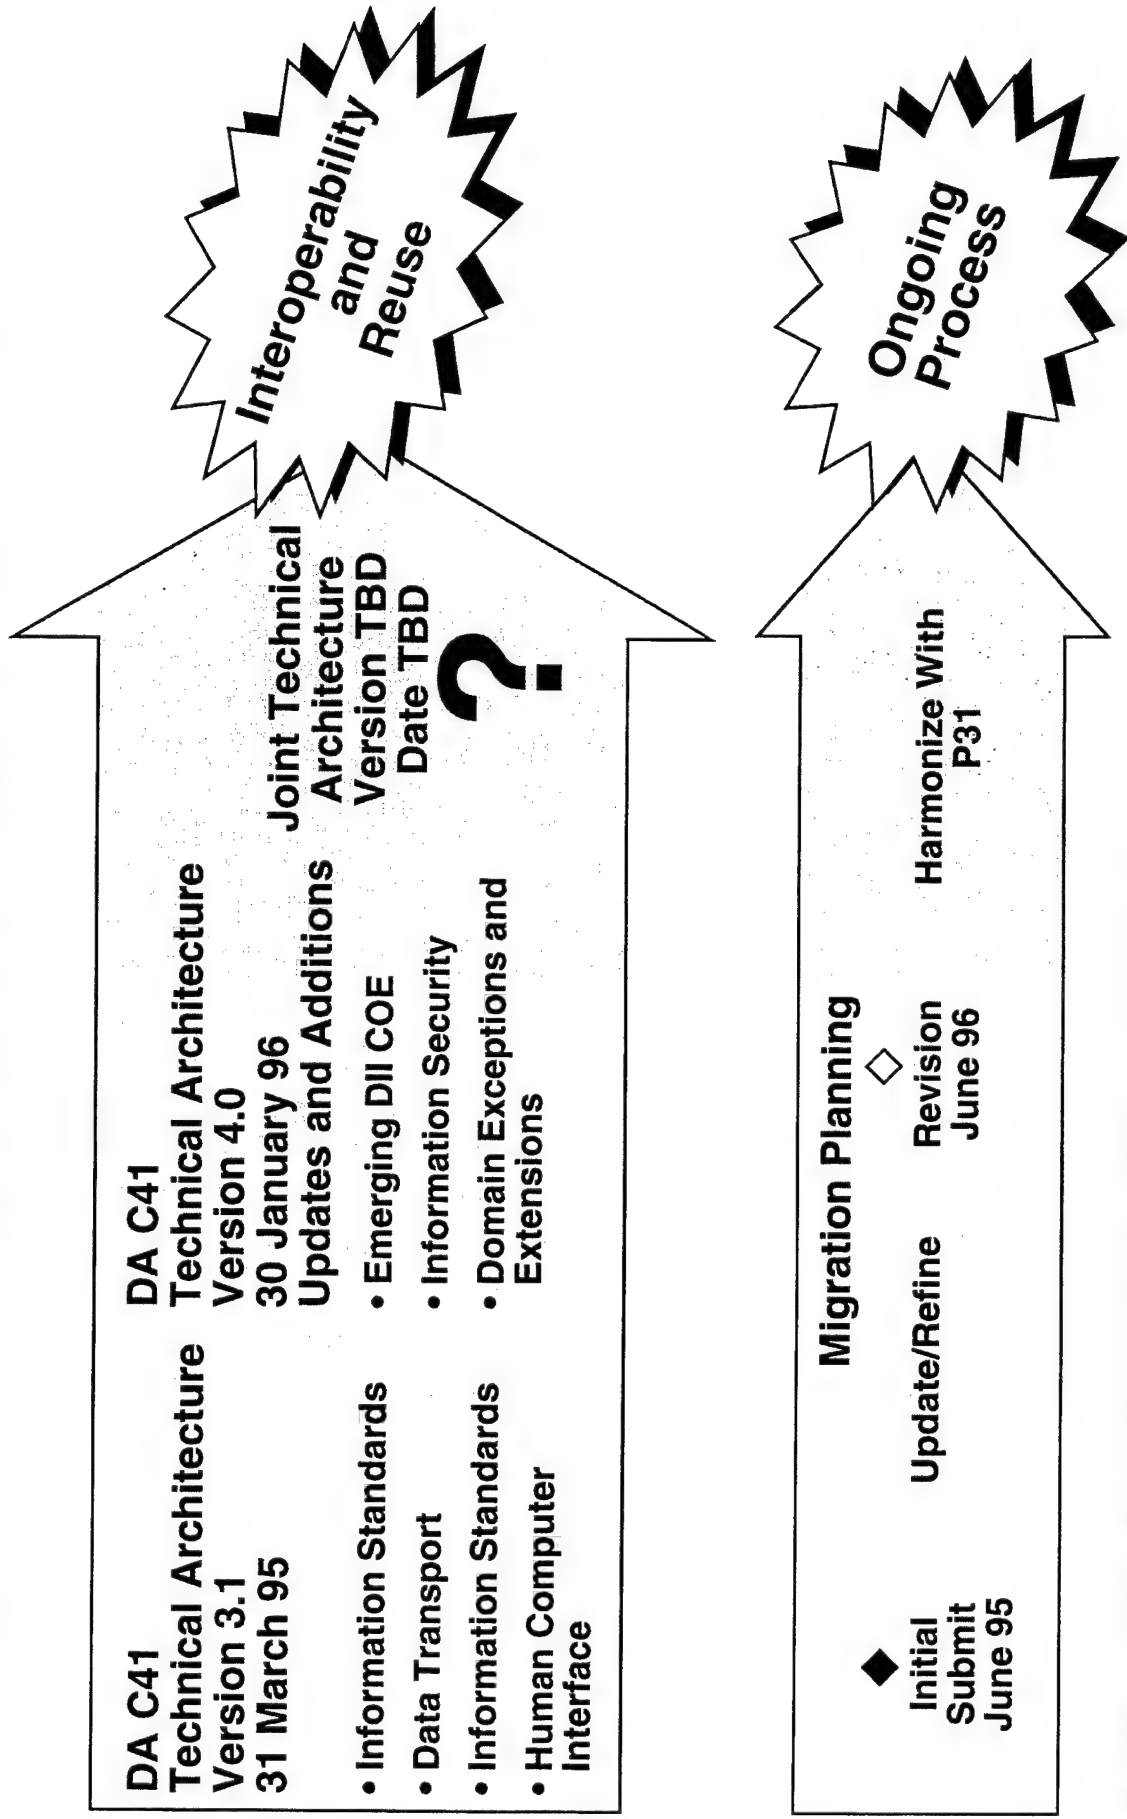 DA C41
Technical Architecture
Version 3.1
31 March 95
• Information Standards
• Data Transport
• Information Standards
• Human Computer
Interface
DA C41
Technical Architecture
Version 4.0
30 January 96
Updates and Additions
• Emerging DII COE
• Information Security
• Domain Exceptions and
Extensions
Joint Technical
Architecture
Version TBD
Date TBD
?
Interoperability
and
Reuse
Migration Planning
Initial
Submit
June 95
Update/Refine
Revision
June 96
Harmonize With
P31
Ongoing
Process